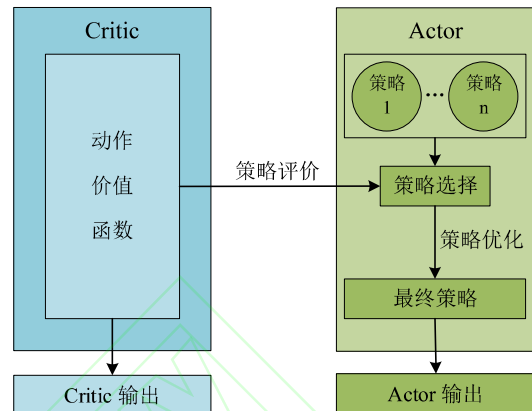 Critic
动作
价值
函数
Critic 输出
策略评价
Actor
策略
1
···
策略
n
策略选择
策略优化
最终策略
Actor 输出